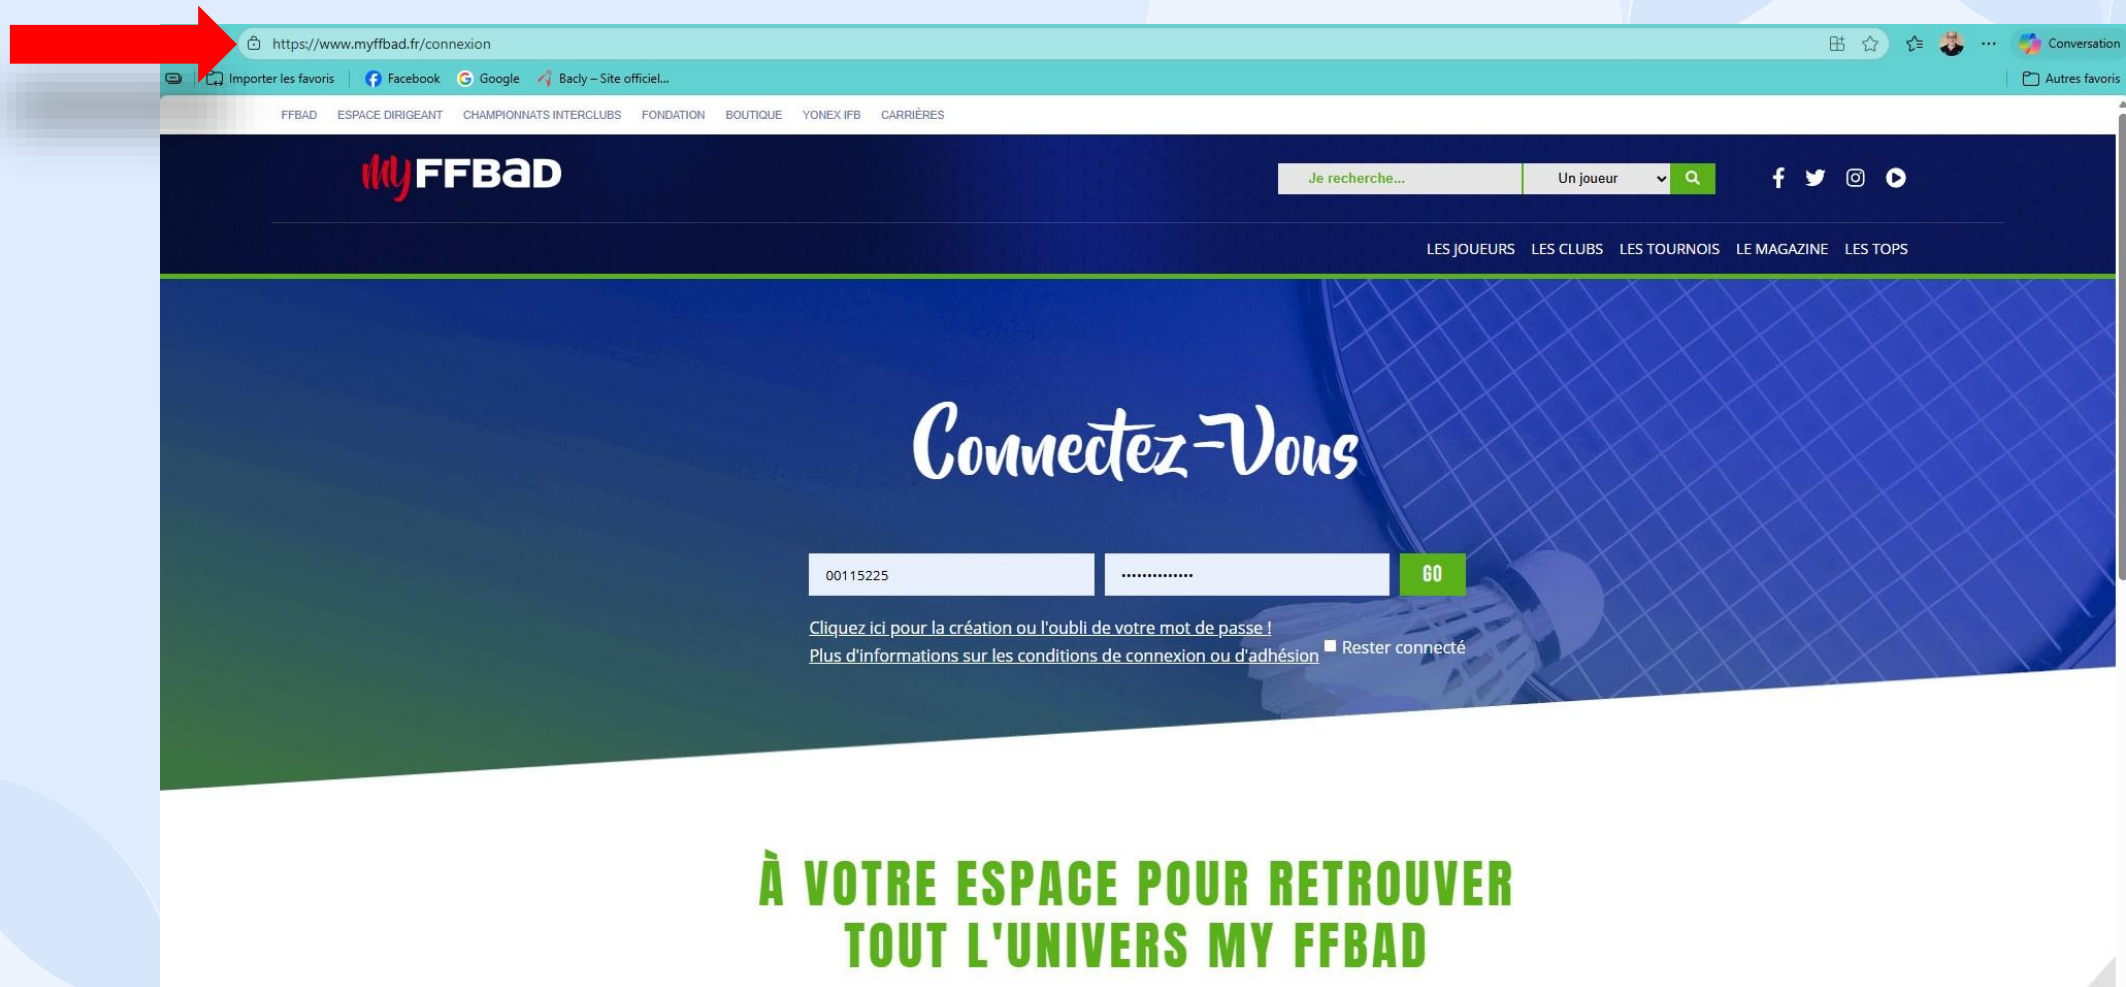 https://www.myffbad.fr/connexion
Conversation
Importer les favoris
Facebook
Google
Bacly – Site officiel...
Autres favoris
FFBAD ESPACE DIRIGEANT CHAMPIONNATS INTERCLUBS FONDATION BOUTIQUE YONEX IFB CARRIÈRES
MyFFBaD
Je recherche...
Un joueur
LES JOUEURS LES CLUBS LES TOURNOIS LE MAGAZINE LES TOPS
Connectez-Vous
00115225
••••••••••••••
GO
Cliquez ici pour la création ou l'oubli de votre mot de passe !
Plus d'informations sur les conditions de connexion ou d'adhésion
Rester connecté
À VOTRE ESPACE POUR RETROUVER
TOUT L'UNIVERS MY FFBAD